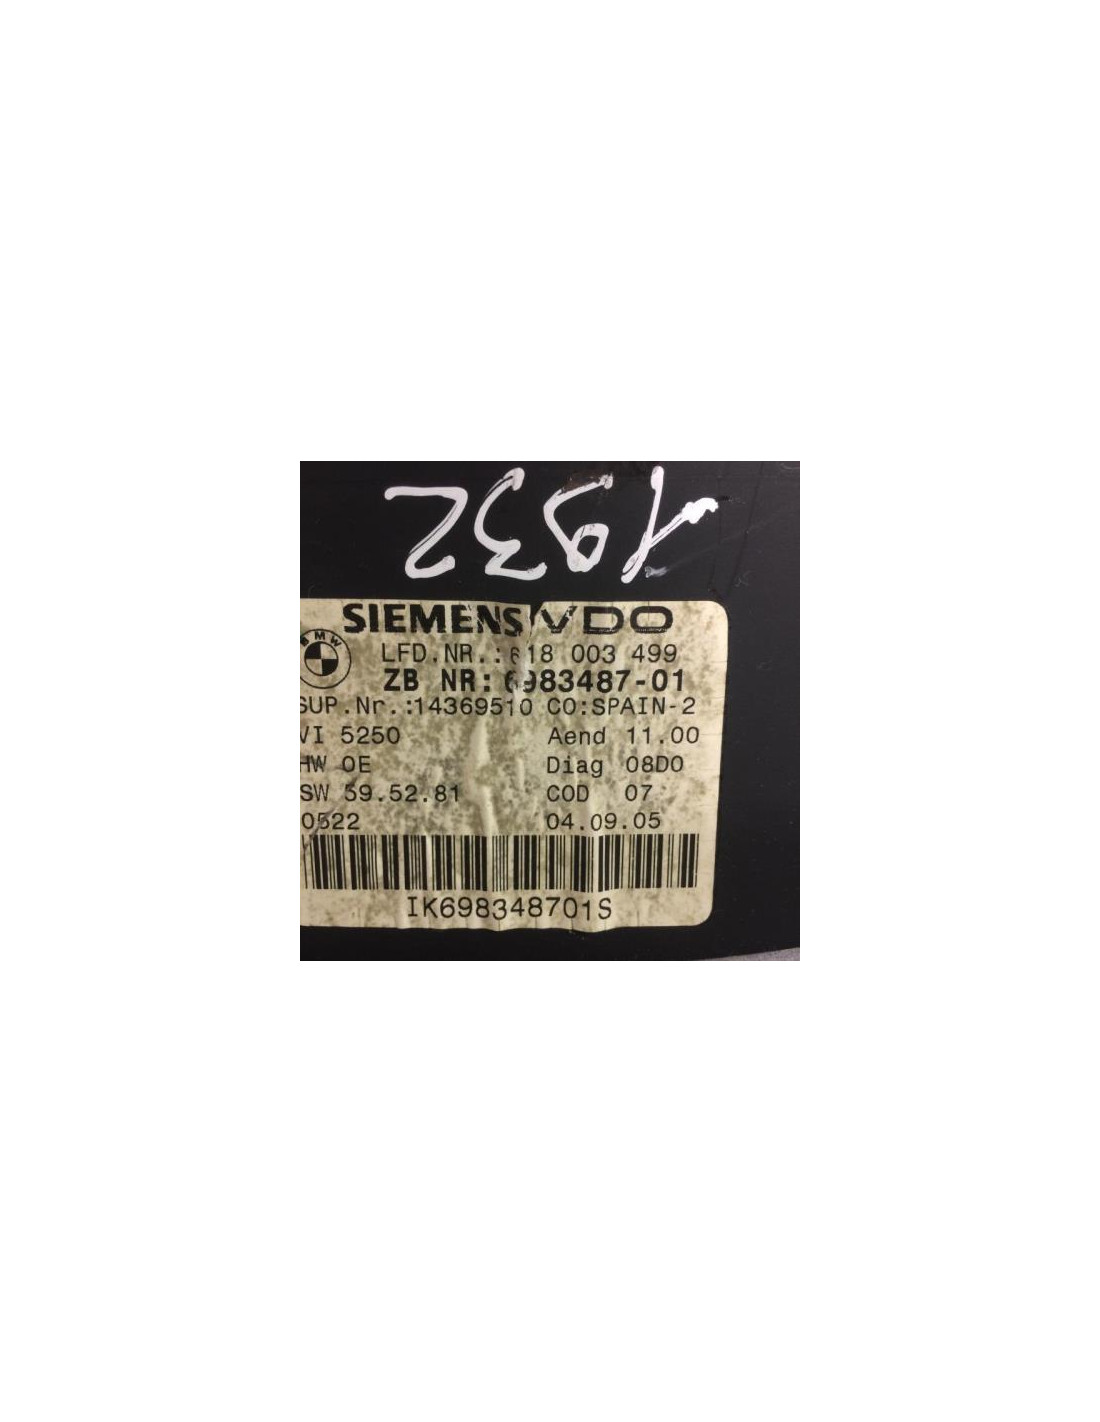 1932
SIEMENS VDO
BMW
LFD.NR.:618 003 499
ZB NR: 6983487-01
SUP.Nr.:14369510 CO:SPAIN-2
VI 5250 Aend 11.00
HW 0E Diag 08D0
SW 59.52.81 COD 07
0522 04.09.05
IK698348701S